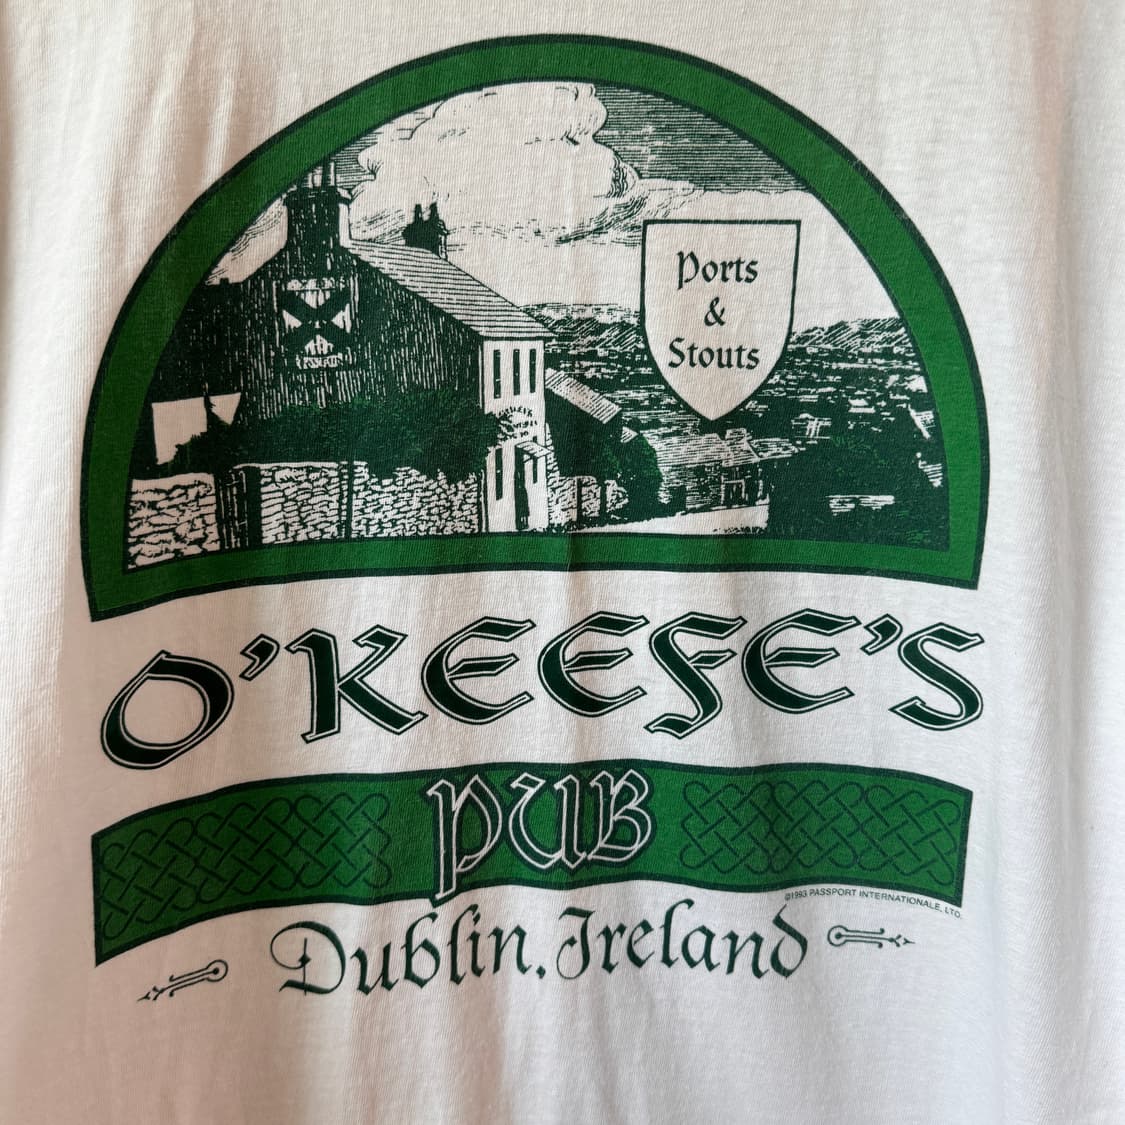 Ports
&
Stouts
O'KEEFE'S
PUB
©1993 PASSPORT INTERNATIONALE, LTD.
Dublin, Ireland